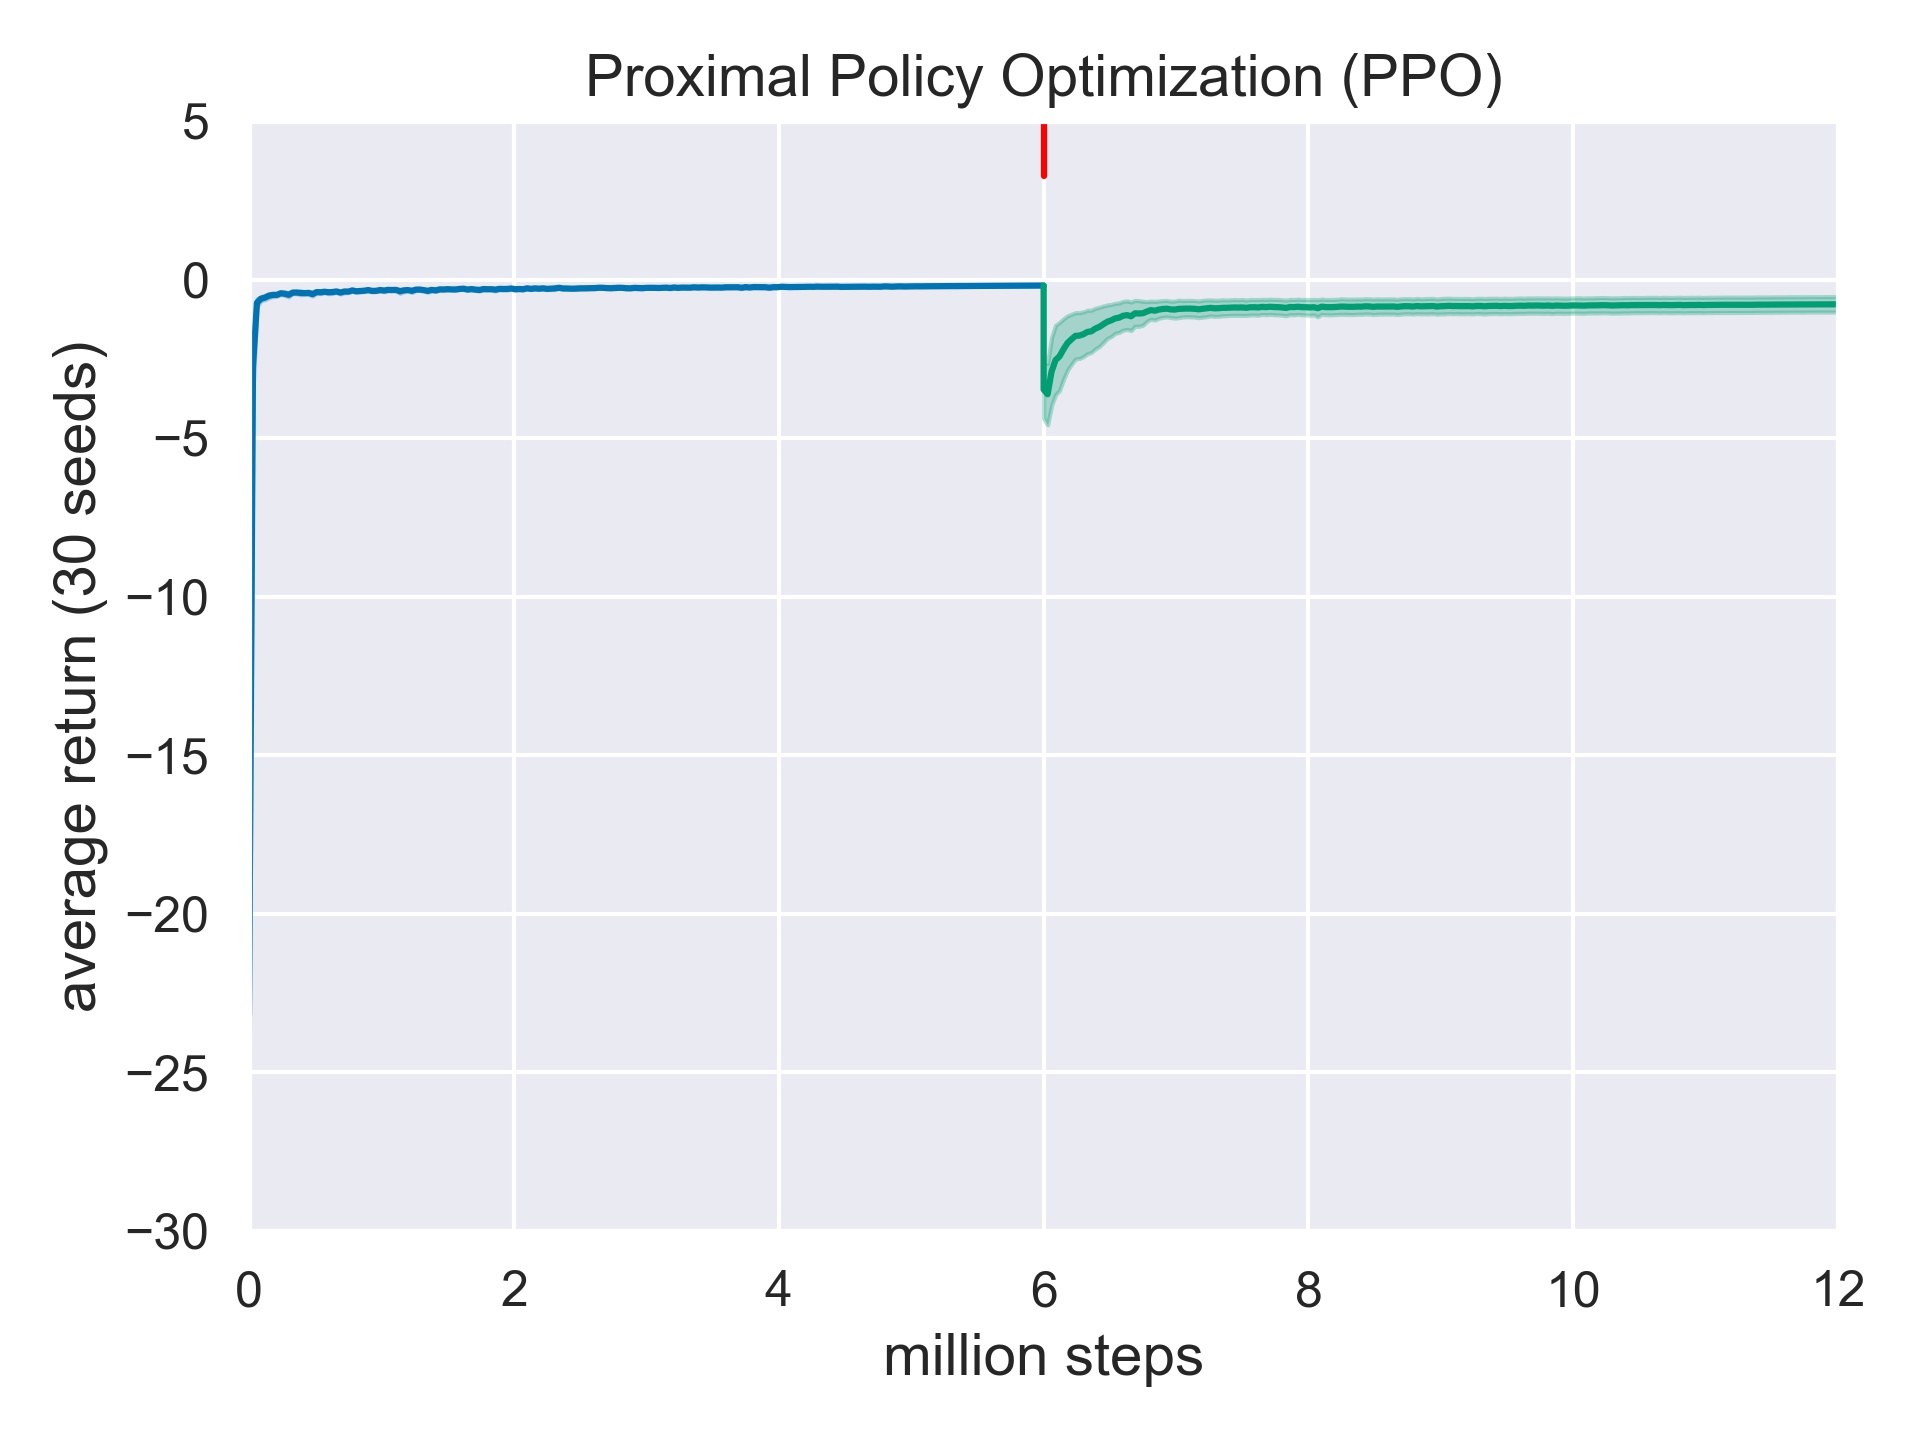 Proximal Policy Optimization (PPO)
5
0
−5
−10
−15
−20
−25
−30
average return (30 seeds)
0 2 4 6 8 10 12
million steps